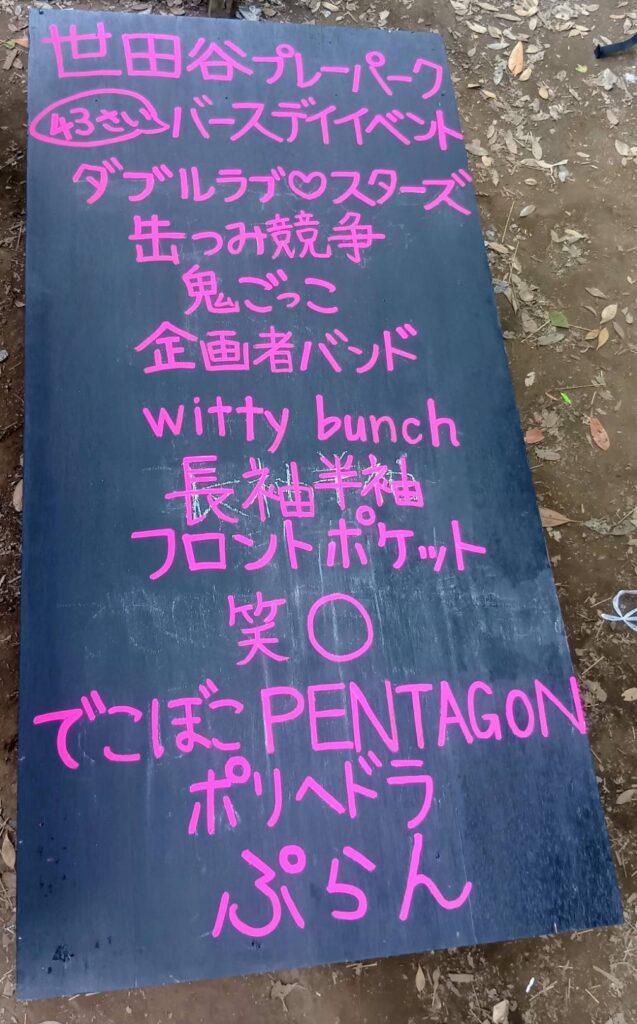 世田谷プレーパーク
43さい バースデイイベント
ダブルラブ♡スターズ
缶つみ競争
鬼ごっこ
企画者バンド
witty bunch
長袖半袖
フロントポケット
笑〇
でこぼこPENTAGON
ポリヘドラ
ぷらん